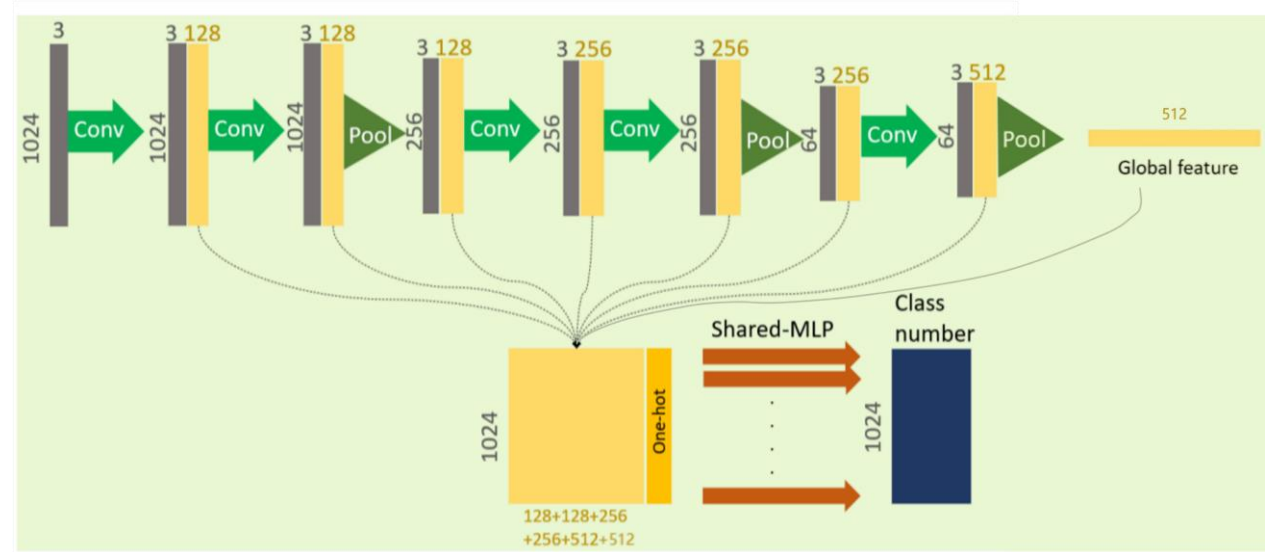 3
3 128
3 128
3 128
3 256
3 256
3 256
3 512
512
1024
Conv
1024
Conv
1024
Pool
256
Conv
256
Conv
256
Pool
64
Conv
64
Pool
Global feature
Shared-MLP
Class
number
1024
One-hot
1024
128+128+256
+256+512+512